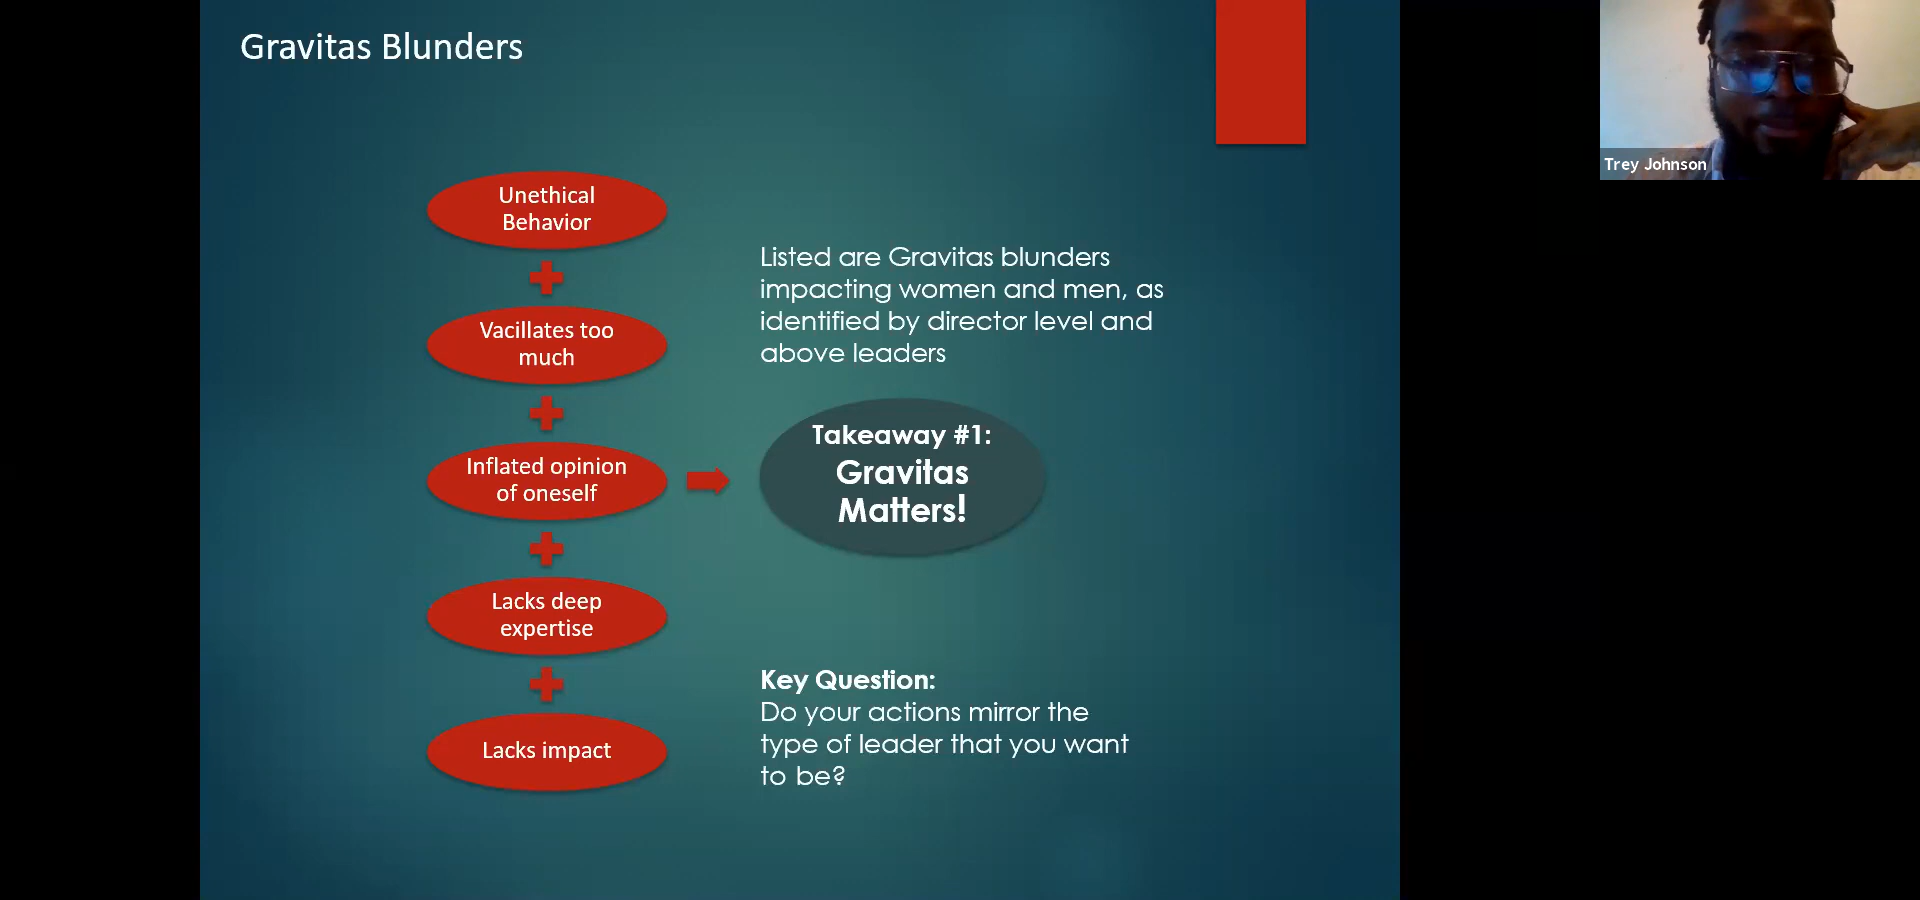 Gravitas Blunders
Trey Johnson
Unethical
Behavior
Vacillates too
much
Inflated opinion
of oneself
Lacks deep
expertise
Lacks impact
Listed are Gravitas blunders
impacting women and men, as
identified by director level and
above leaders
Takeaway #1:
Gravitas
Matters!
Key Question:
Do your actions mirror the
type of leader that you want
to be?